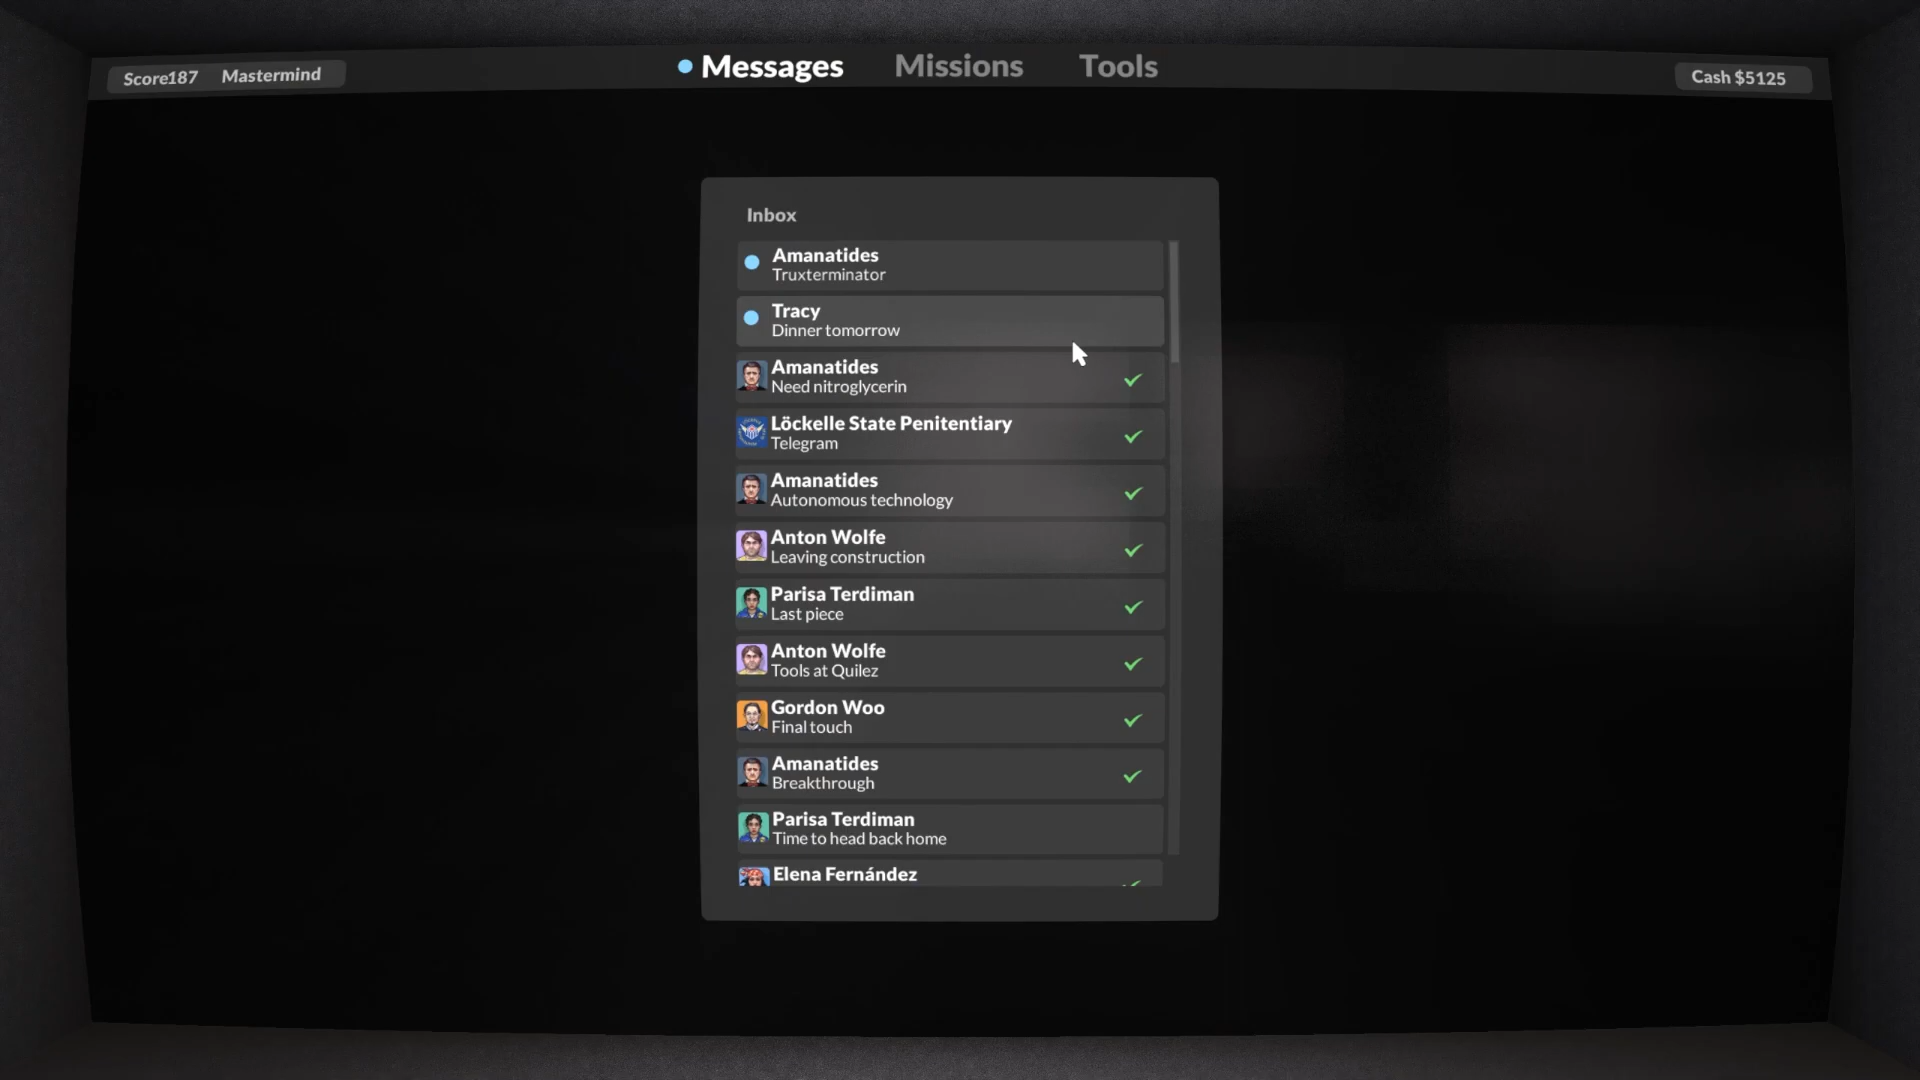 Score187 Mastermind
Messages Missions Tools
Cash $5125
Inbox
Amanatides
Truxterminator
Tracy
Dinner tomorrow
Amanatides
Need nitroglycerin
Löckelle State Penitentiary
Telegram
Amanatides
Autonomous technology
Anton Wolfe
Leaving construction
Parisa Terdiman
Last piece
Anton Wolfe
Tools at Quilez
Gordon Woo
Final touch
Amanatides
Breakthrough
Parisa Terdiman
Time to head back home
Elena Fernández